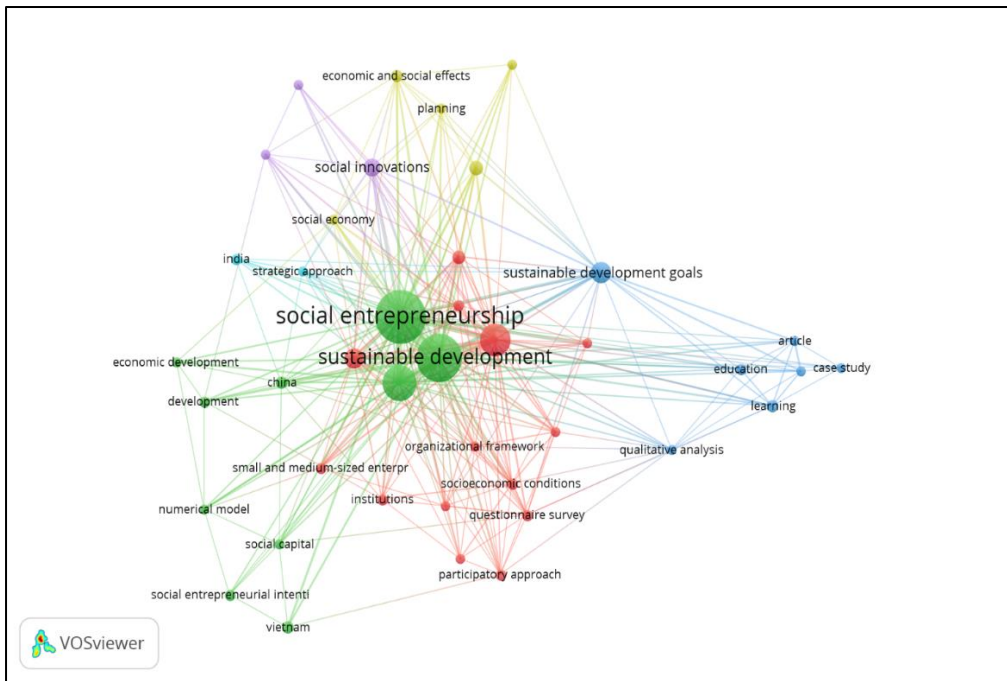 economic and social effects
planning
social innovations
social economy
india
strategic approach
sustainable development goals
social entrepreneurship
sustainable development
economic development
china
development
article
education
case study
learning
organizational framework
qualitative analysis
small and medium-sized enterpr
socioeconomic conditions
institutions
questionnaire survey
numerical model
social capital
participatory approach
social entrepreneurial intenti
vietnam
VOSviewer